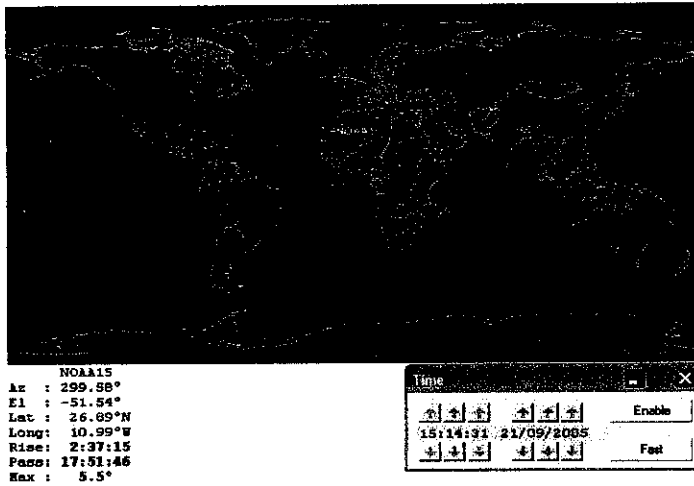 NOAA15
Az : 299.58°
El : -51.54°
Lat : 26.89°N
Long: 10.99°W
Rise: 2:37:15
Pass: 17:51:46
Max : 5.5°
Time
Enable
15:14:31 21/09/2005
Fast